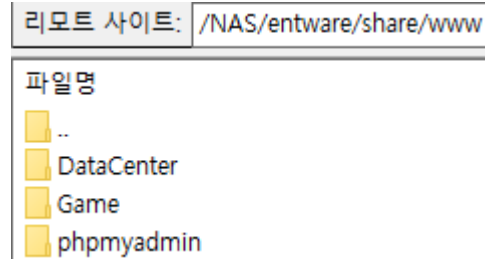 리모트 사이트: /NAS/entware/share/www
파일명
..
DataCenter
Game
phpmyadmin